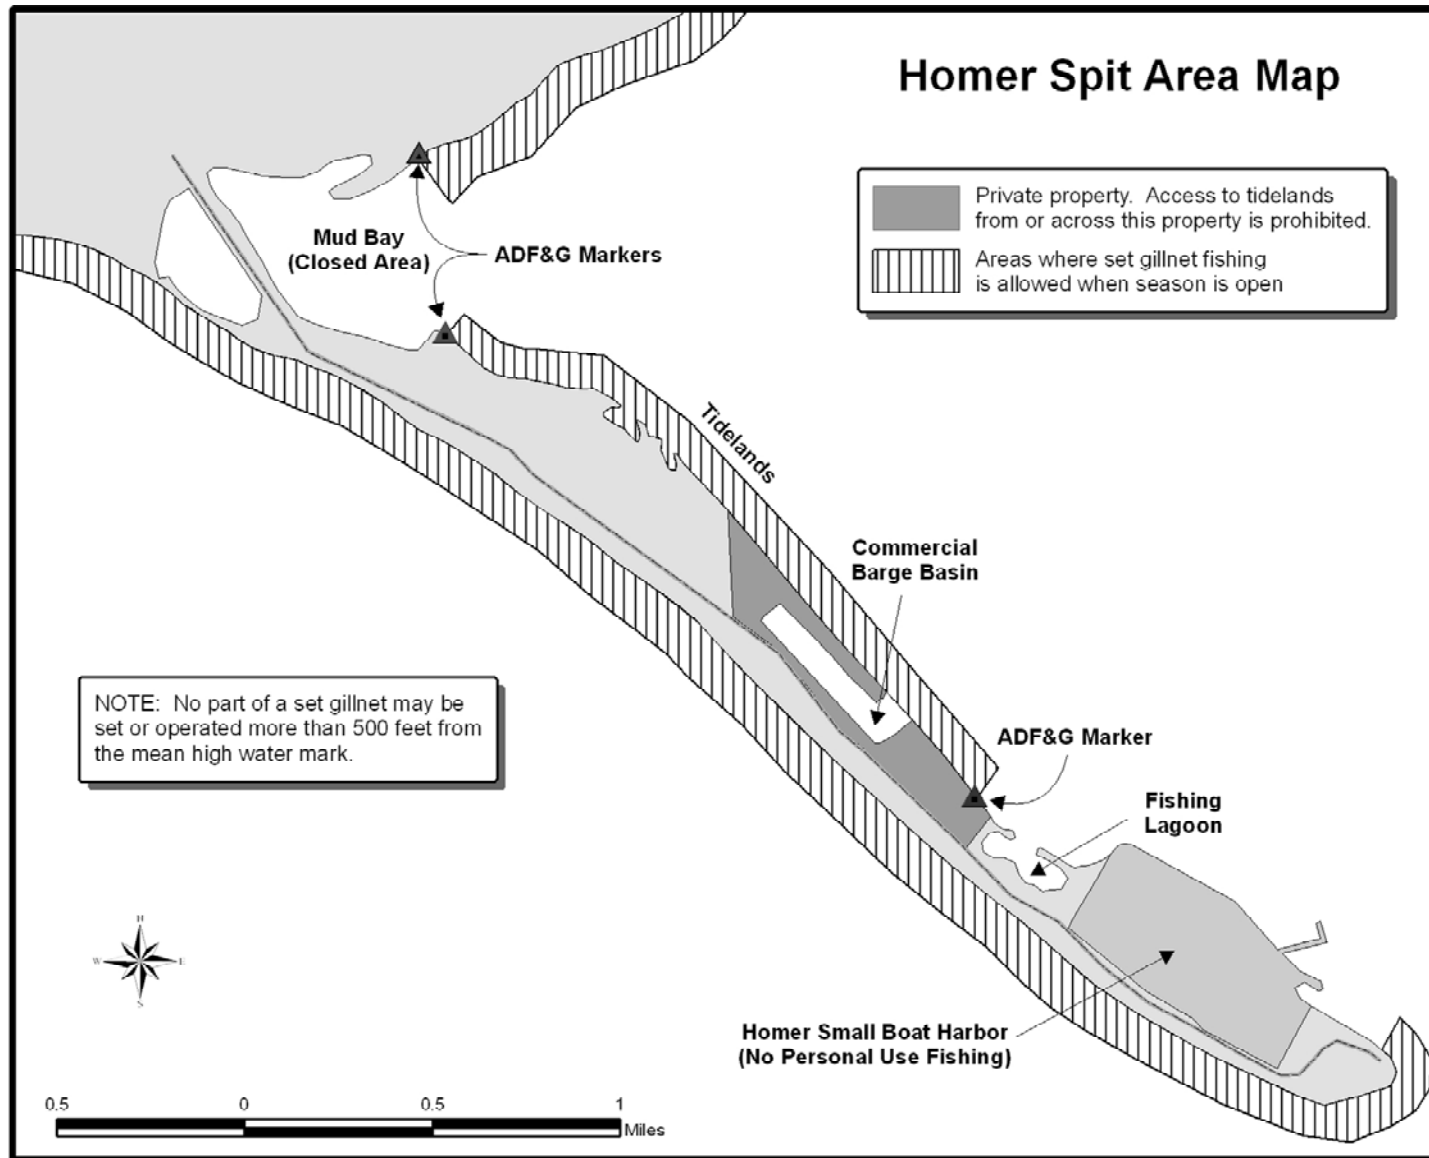 Homer Spit Area Map
Private property. Access to tidelands
from or across this property is prohibited.
Areas where set gillnet fishing
is allowed when season is open
Mud Bay
(Closed Area)
ADF&G Markers
Tidelands
Commercial
Barge Basin
NOTE: No part of a set gillnet may be
set or operated more than 500 feet from
the mean high water mark.
ADF&G Marker
Fishing
Lagoon
N
W E
S
Homer Small Boat Harbor
(No Personal Use Fishing)
0.5 0 0.5 1
Miles